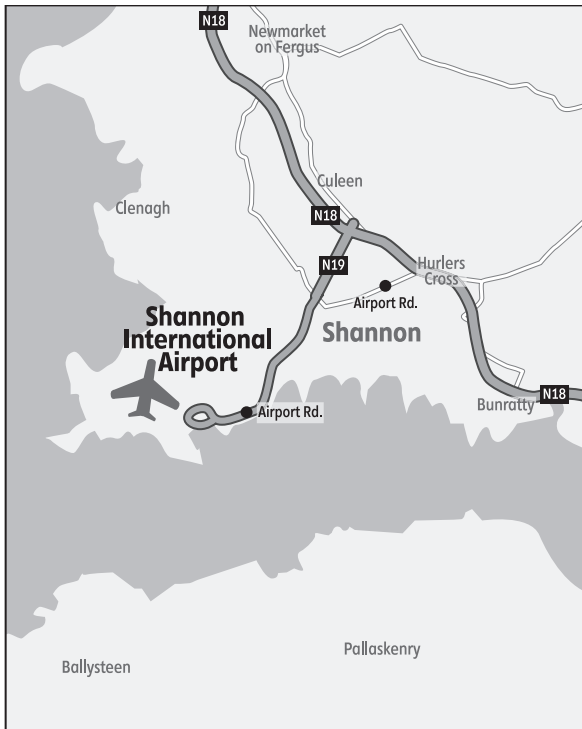 N18
Newmarket
on Fergus
Culeen
Clenagh
N18
N19
Hurlers
Cross
Airport Rd.
Shannon
International
Airport
Shannon
Airport Rd.
Bunratty
N18
Pallaskenry
Ballysteen